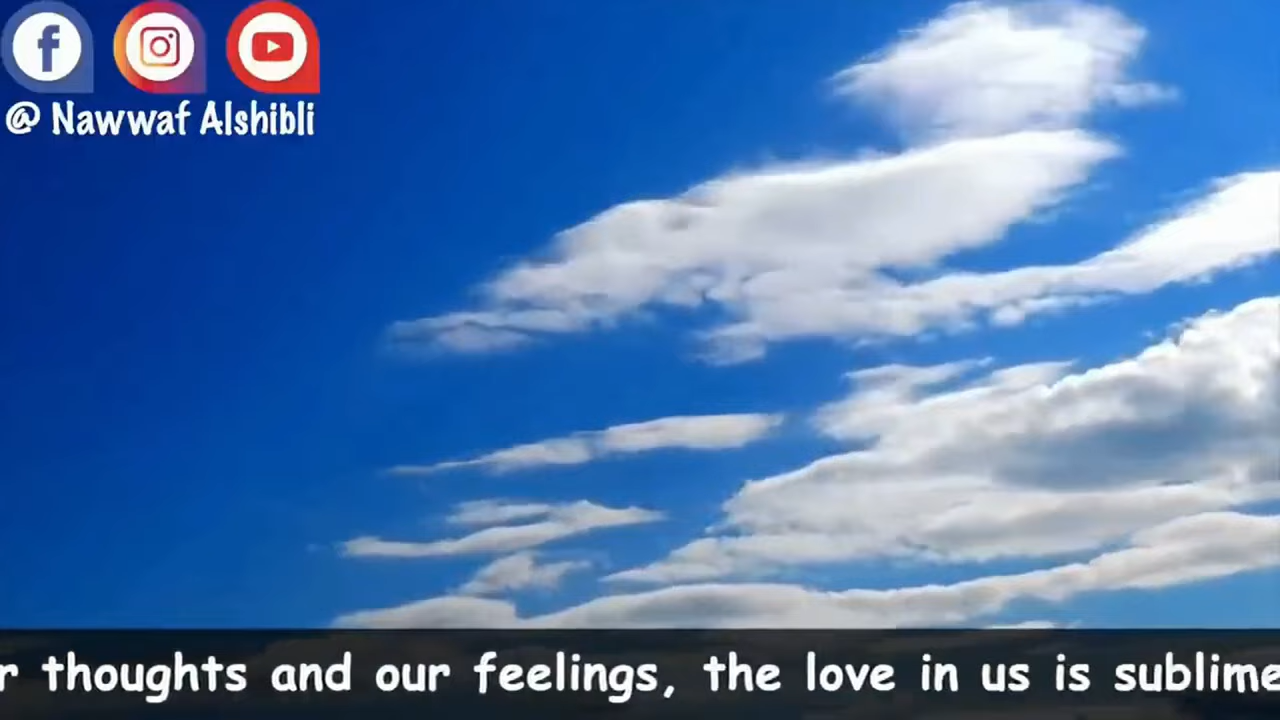 @ Nawwaf Alshibli
r thoughts and our feelings, the love in us is sublime